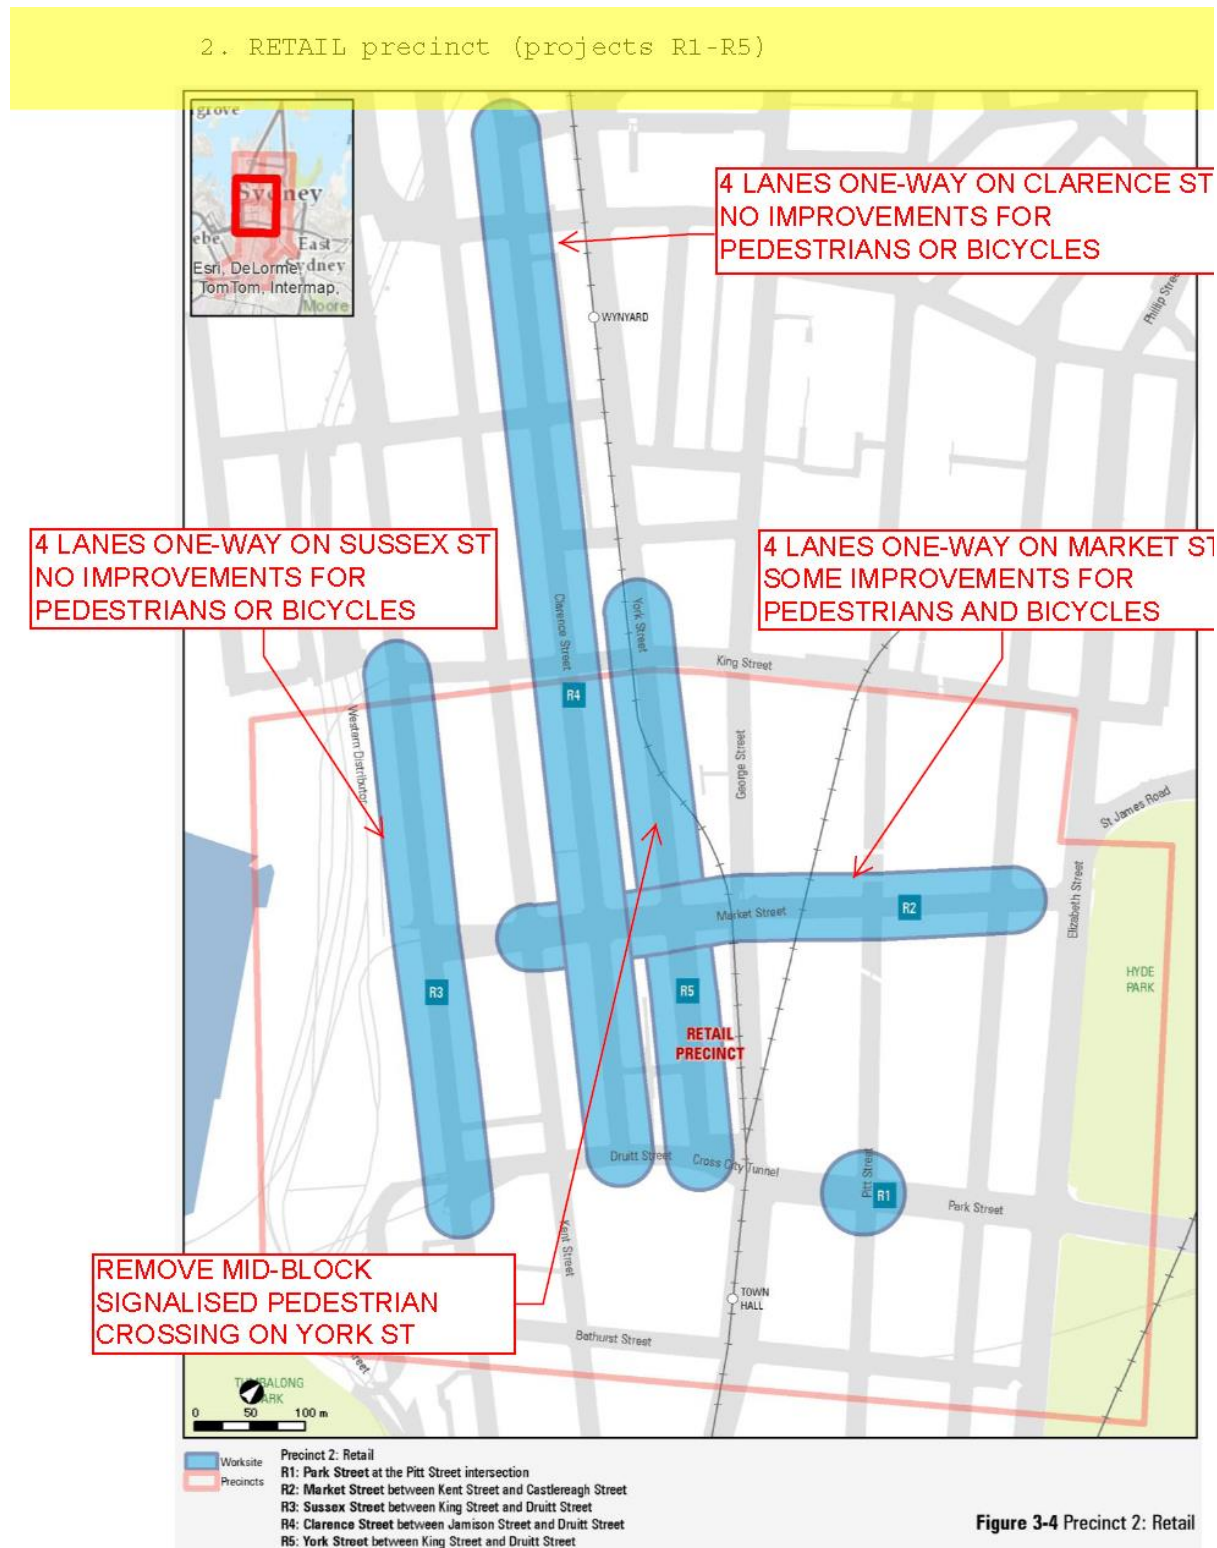 2. RETAIL precinct (projects R1-R5)
grove
Sydney
ebe
East
Sydney
Esri, DeLorme,
TomTom, Intermap,
Moore
4 LANES ONE-WAY ON CLARENCE ST
NO IMPROVEMENTS FOR
PEDESTRIANS OR BICYCLES
WYNYARD
Phillip Stre
4 LANES ONE-WAY ON SUSSEX ST
NO IMPROVEMENTS FOR
PEDESTRIANS OR BICYCLES
4 LANES ONE-WAY ON MARKET ST
SOME IMPROVEMENTS FOR
PEDESTRIANS AND BICYCLES
Clarence Street
York Street
King Street
R4
Western Distributor
George Street
St James Road
Market Street
R2
Elizabeth Street
HYDE
PARK
R3
R5
RETAIL
PRECINCT
Druitt Street
Cross City Tunnel
Pitt Street
R1
Park Street
Kent Street
REMOVE MID-BLOCK
SIGNALISED PEDESTRIAN
CROSSING ON YORK ST
TOWN
HALL
Bathurst Street
reet
TUMBALONG
PARK
0 50 100 m
Worksite
Precincts
Precinct 2: Retail
R1: Park Street at the Pitt Street intersection
R2: Market Street between Kent Street and Castlereagh Street
R3: Sussex Street between King Street and Druitt Street
R4: Clarence Street between Jamison Street and Druitt Street
R5: York Street between King Street and Druitt Street
Figure 3-4 Precinct 2: Retail